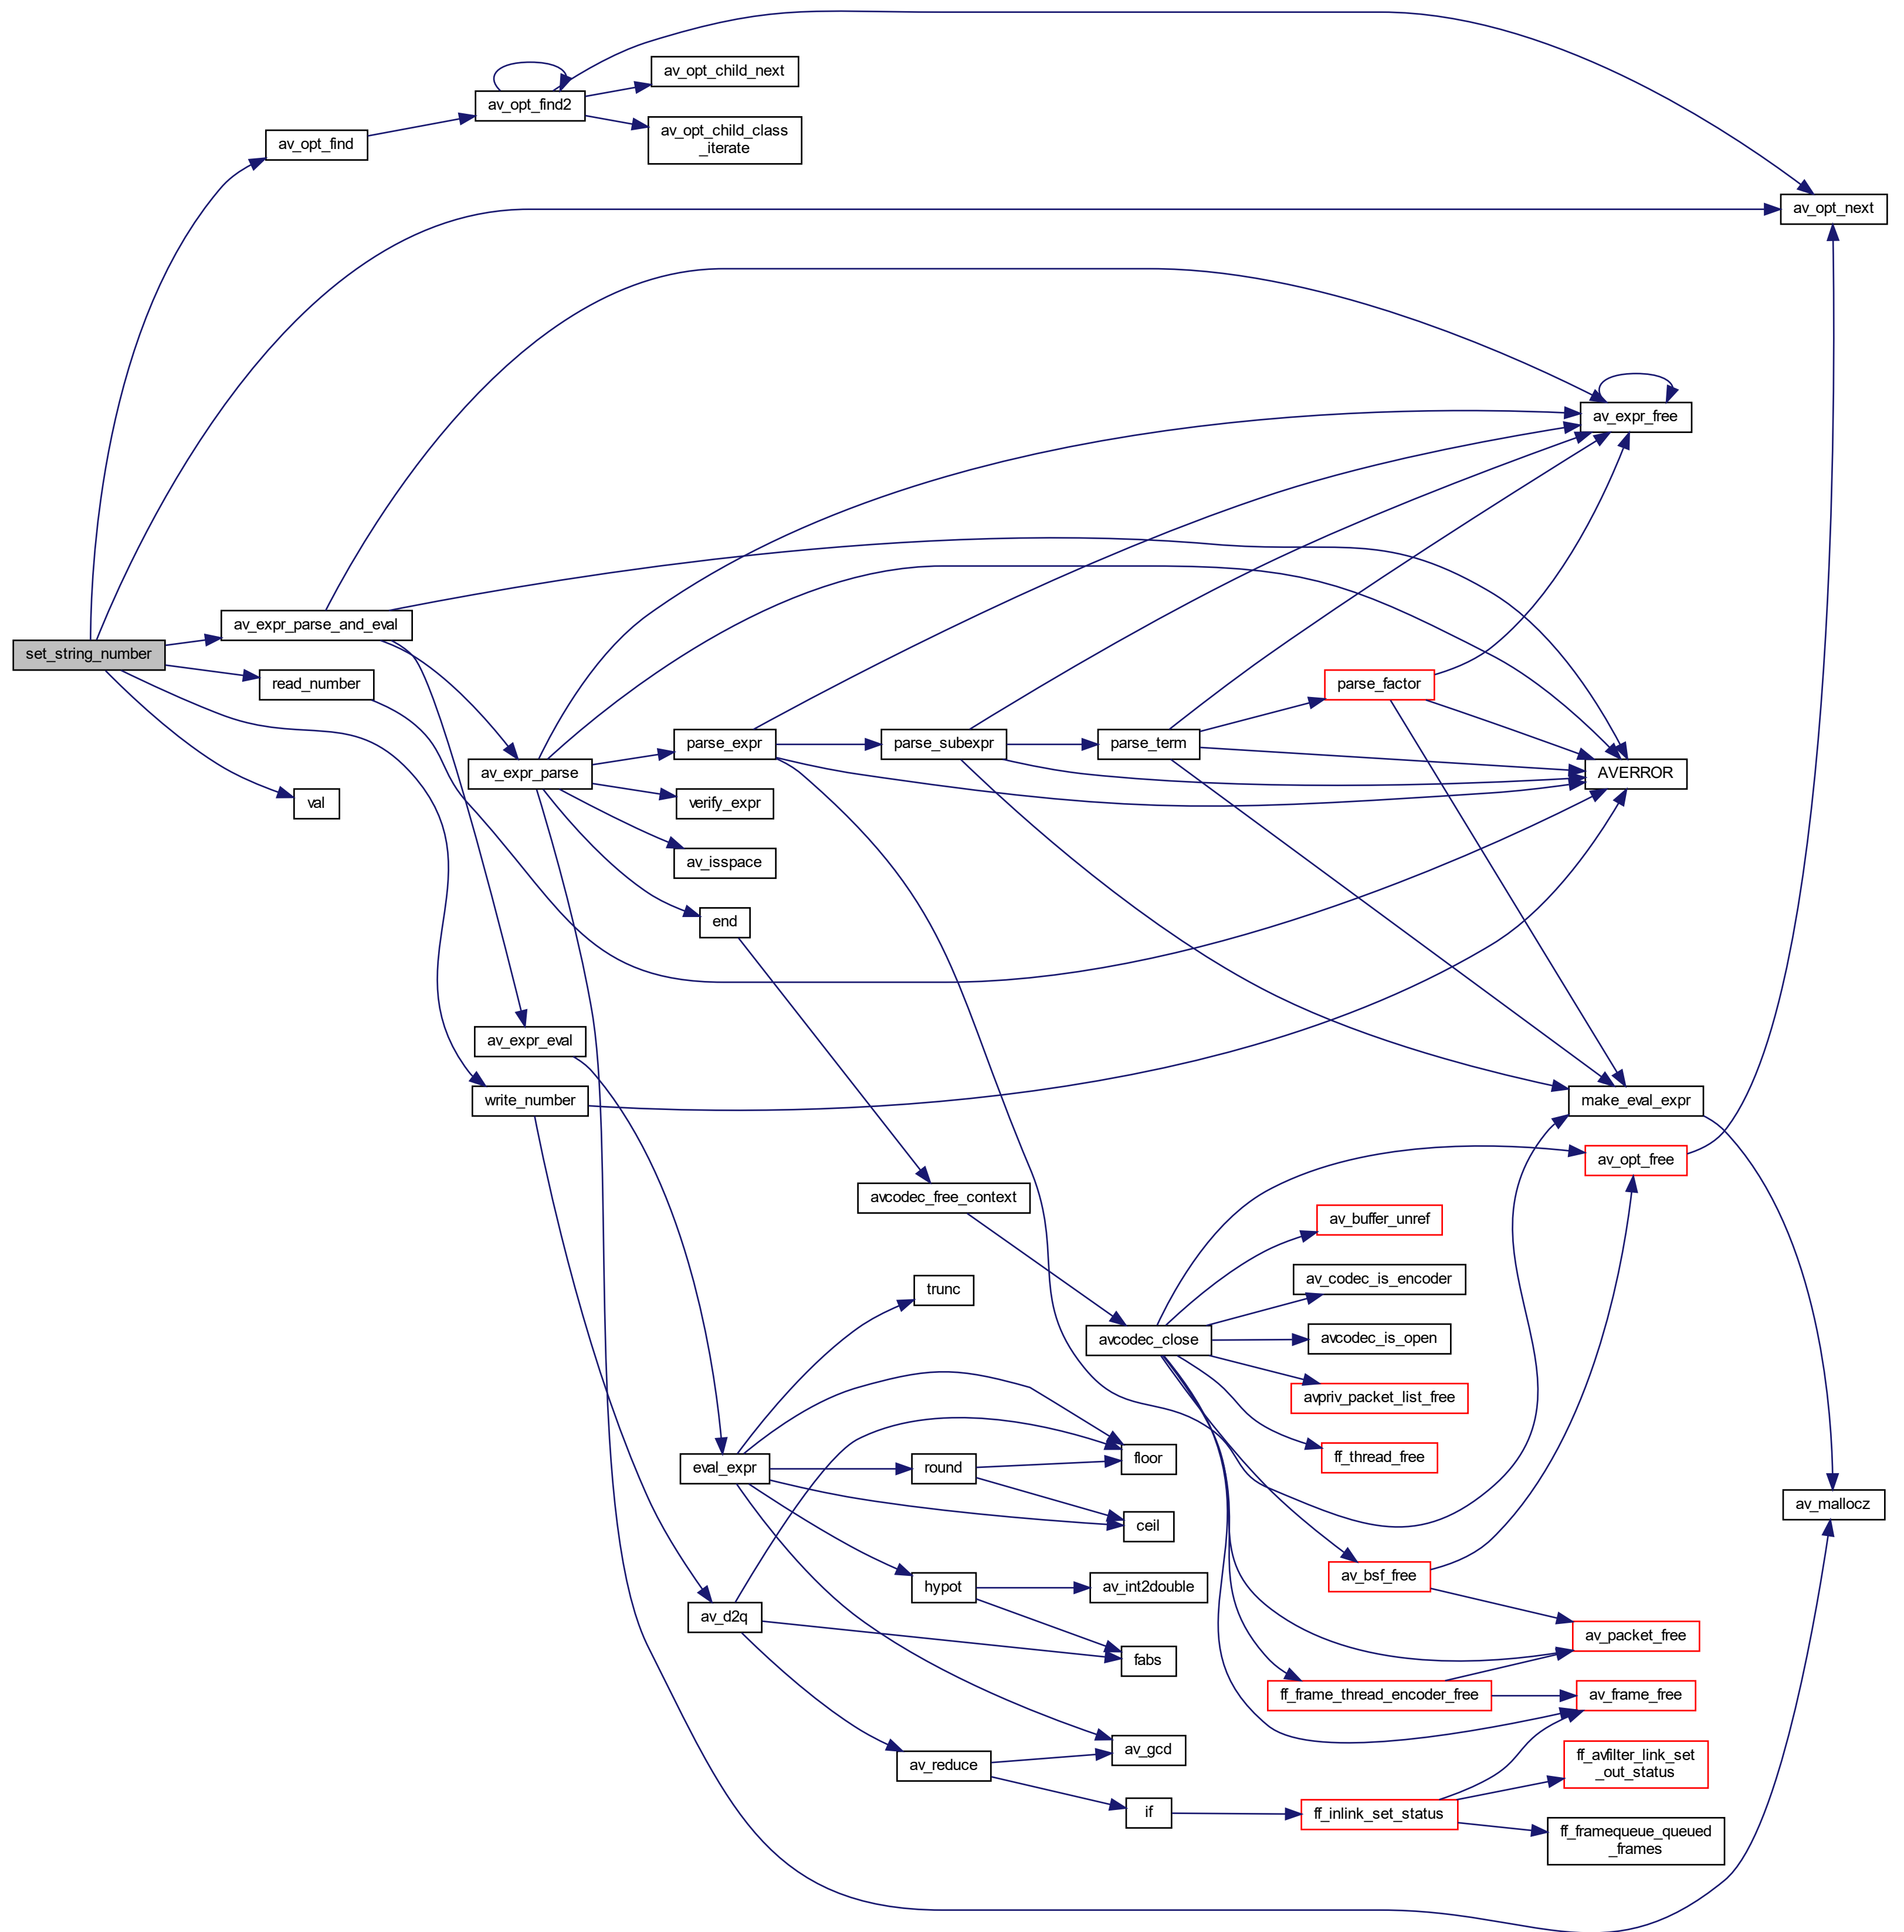 av_opt_child_next
av_opt_find2
av_opt_child_class
_iterate
av_opt_find
av_opt_next
av_expr_free
av_expr_parse_and_eval
set_string_number
read_number
parse_factor
parse_expr
parse_subexpr
parse_term
av_expr_parse
AVERROR
val
verify_expr
av_isspace
end
av_expr_eval
write_number
make_eval_expr
av_opt_free
avcodec_free_context
av_buffer_unref
av_codec_is_encoder
trunc
avcodec_close
avcodec_is_open
avpriv_packet_list_free
floor
ff_thread_free
eval_expr
round
av_mallocz
ceil
av_bsf_free
hypot
av_int2double
av_d2q
av_packet_free
fabs
ff_frame_thread_encoder_free
av_frame_free
av_gcd
av_reduce
ff_avfilter_link_set
_out_status
if
ff_inlink_set_status
ff_framequeue_queued
_frames